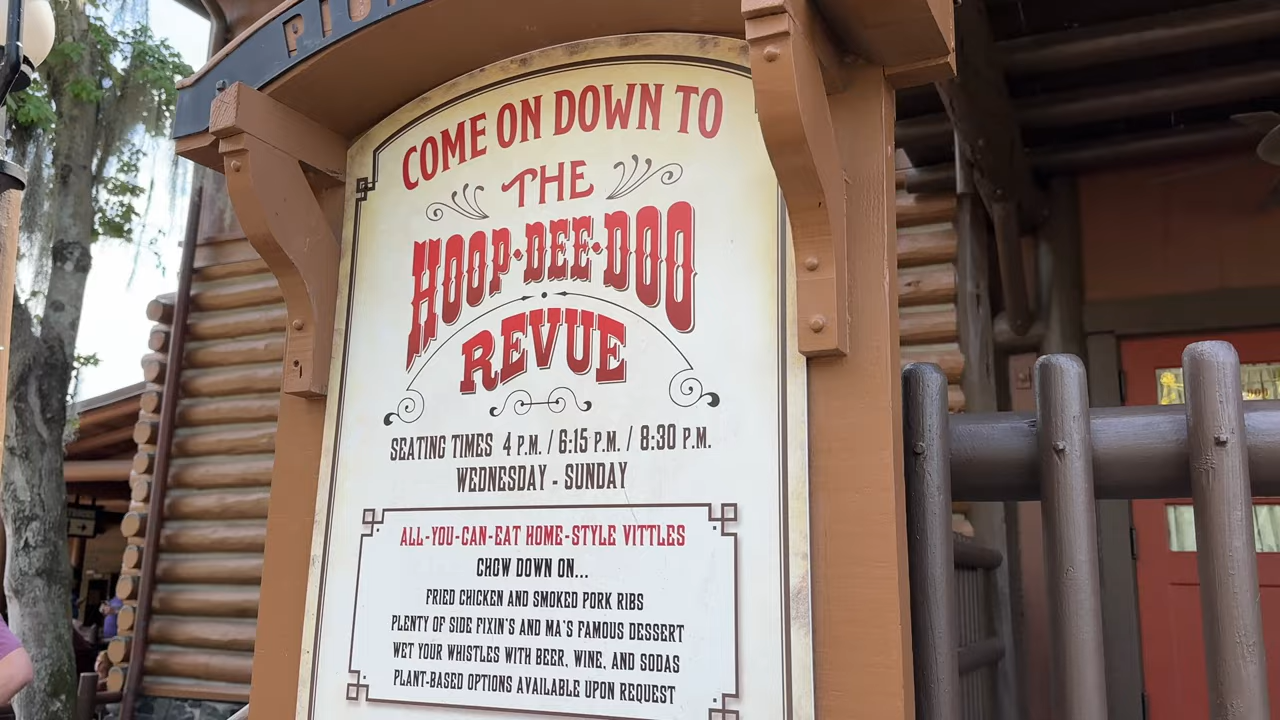 COME ON DOWN TO
THE
HOOP·DEE·DOO
REVUE
SEATING TIMES 4 P.M. / 6:15 P.M. / 8:30 P.M.
WEDNESDAY - SUNDAY
ALL-YOU-CAN-EAT HOME-STYLE VITTLES
CHOW DOWN ON...
FRIED CHICKEN AND SMOKED PORK RIBS
PLENTY OF SIDE FIXIN'S AND MA'S FAMOUS DESSERT
WET YOUR WHISTLES WITH BEER, WINE, AND SODAS
PLANT-BASED OPTIONS AVAILABLE UPON REQUEST